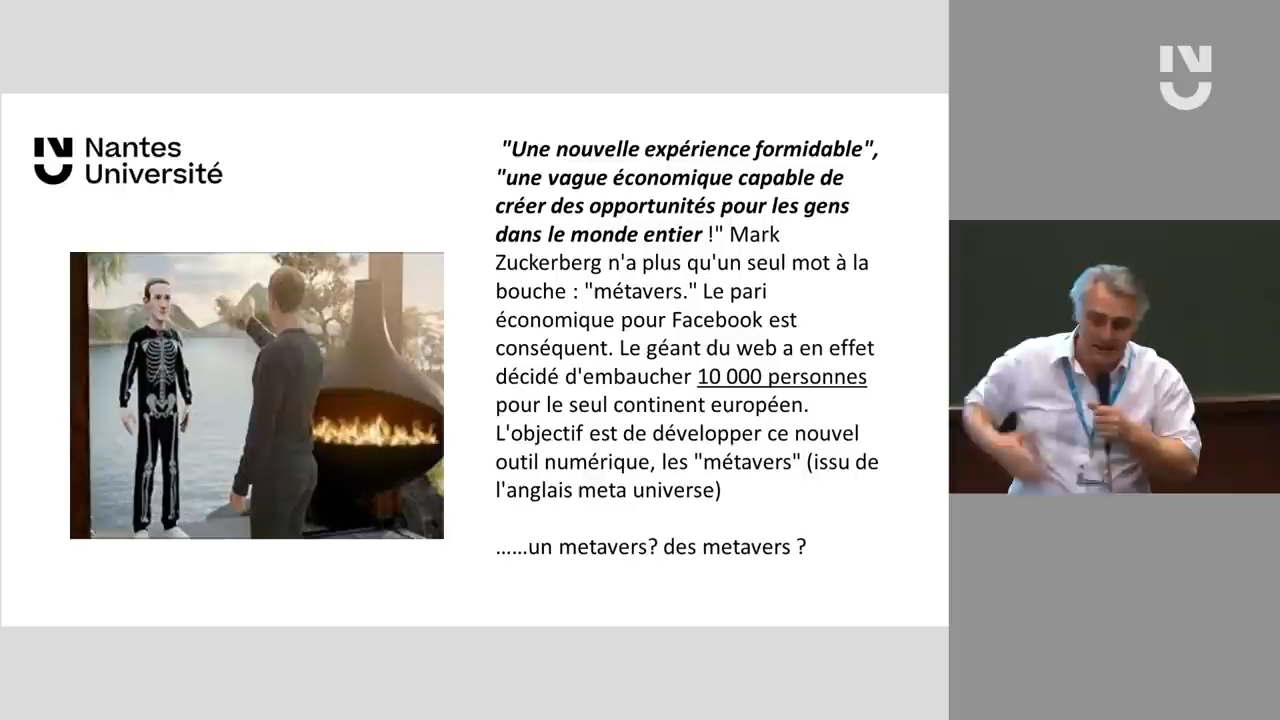 Nantes
Université
"Une nouvelle expérience formidable",
"une vague économique capable de
créer des opportunités pour les gens
dans le monde entier !" Mark
Zuckerberg n'a plus qu'un seul mot à la
bouche : "métavers." Le pari
économique pour Facebook est
conséquent. Le géant du web a en effet
décidé d'embaucher 10 000 personnes
pour le seul continent européen.
L'objectif est de développer ce nouvel
outil numérique, les "métavers" (issu de
l'anglais meta universe)
......un metavers? des metavers ?